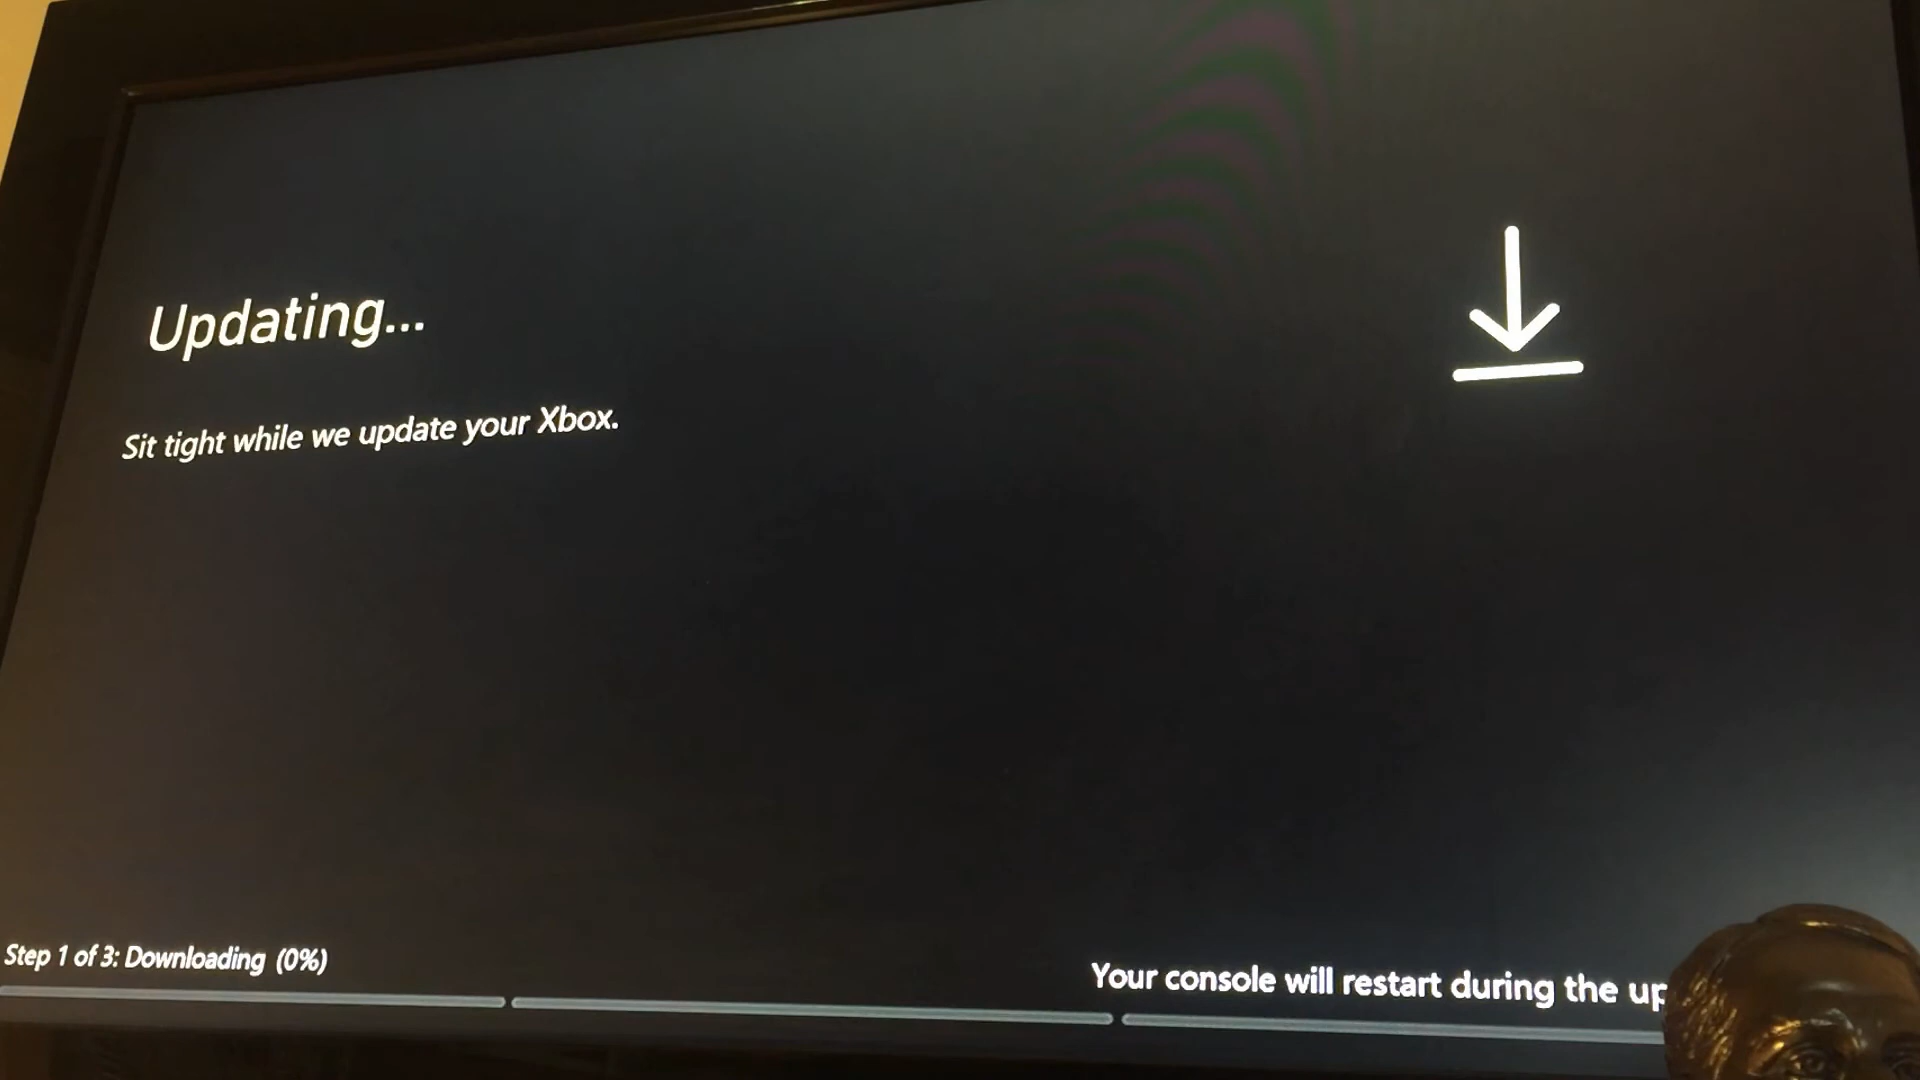 Updating...
Sit tight while we update your Xbox.
Step 1 of 3: Downloading (0%)
Your console will restart during the